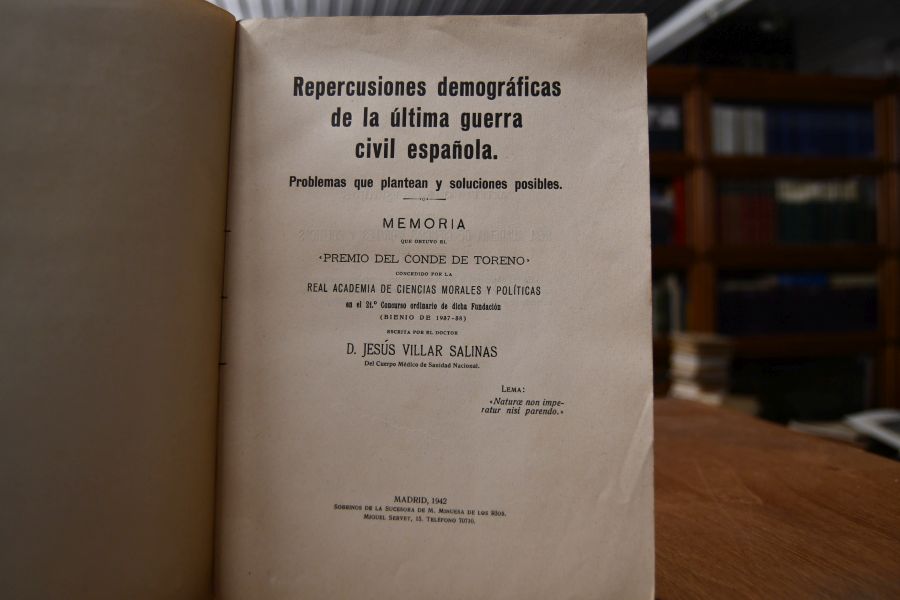 Repercusiones demográficas
de la última guerra
civil española.
Problemas que plantean y soluciones posibles.
MEMORIA
QUE OBTUVO EL
«PREMIO DEL CONDE DE TORENO»
CONCEDIDO POR LA
REAL ACADEMIA DE CIENCIAS MORALES Y POLÍTICAS
en el 21.º Concurso ordinario de dicha Fundación
(BIENIO DE 1937-38)
ESCRITA POR EL DOCTOR
D. JESÚS VILLAR SALINAS
Del Cuerpo Médico de Sanidad Nacional.
LEMA:
«Naturæ non impe-
ratur nisi parendo.»
MADRID, 1942
SOBRINOS DE LA SUCESORA DE M. MINUESA DE LOS RÍOS.
MIGUEL SERVET, 15. TELÉFONO 70710.